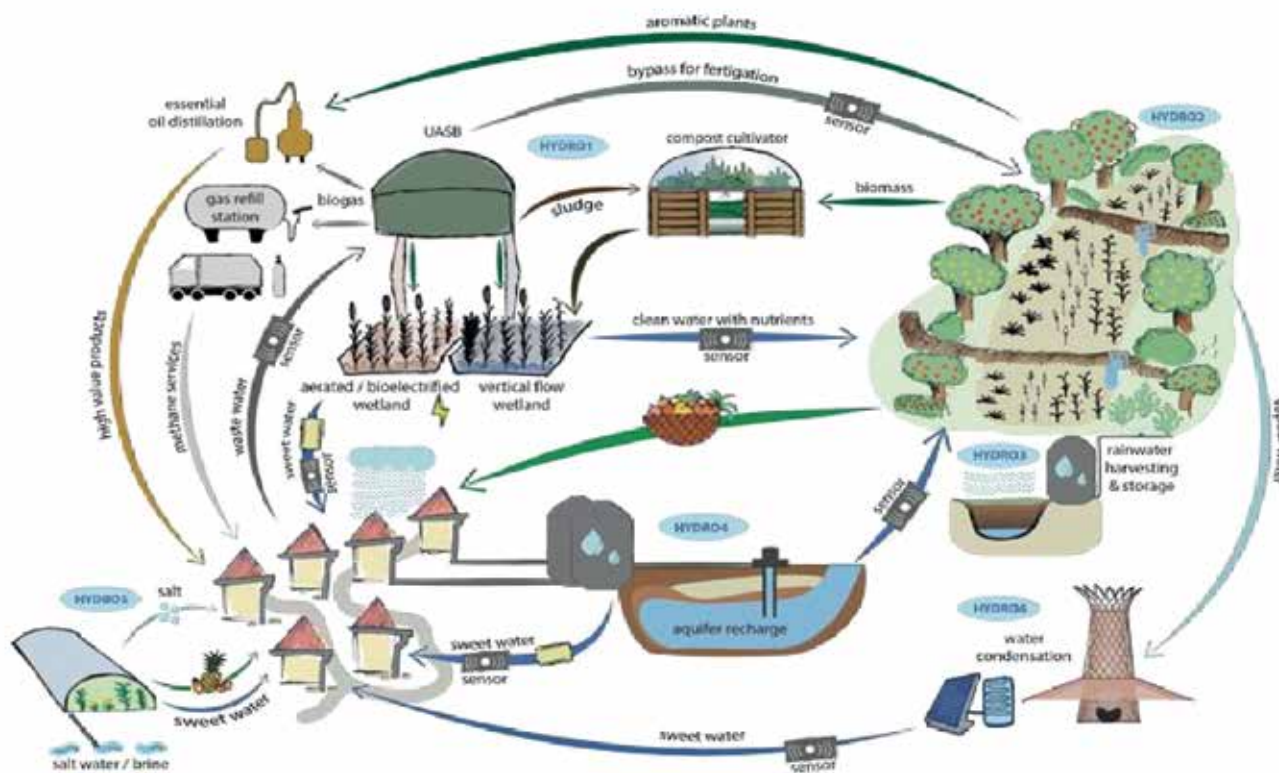 aromatic plants
bypass for fertigation
sensor
essential
oil distillation
UASB
HYDRO1
compost cultivator
HYDRO2
biomass
gas refill
station
biogas
sludge
clean water with nutrients
sensor
high value produce
methane services
waste water
sensor
aerated / bioelectrified
wetland
vertical flow
wetland
sweet water
sensor
HYDRO3
rainwater
harvesting
& storage
sensor
HYDRO4
aquifer recharge
HYDRO5
salt
sweet water
sensor
HYDRO6
water
condensation
sweet water
salt water / brine
sweet water
sensor